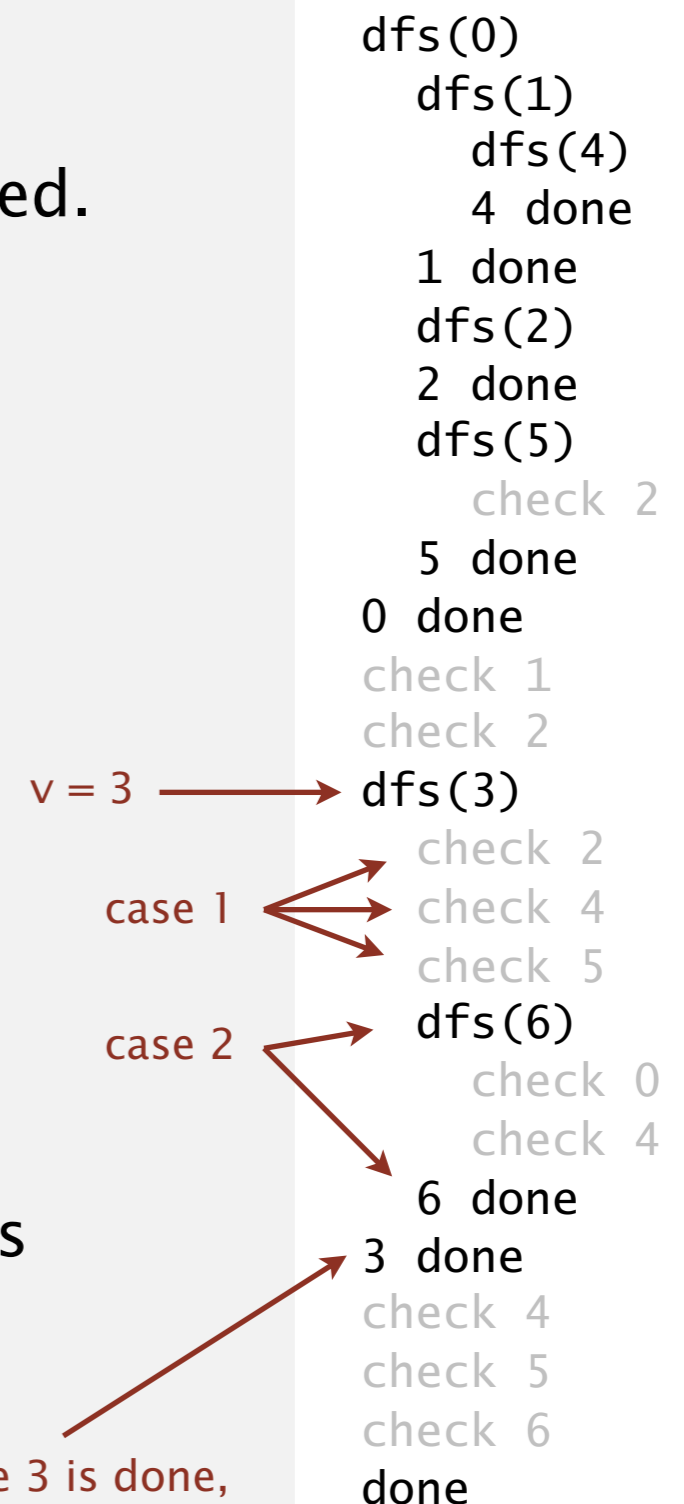 dfs(0)
dfs(1)
dfs(4)
ed.
4 done
1 done
dfs(2)
2 done
dfs(5)
check 2
5 done
0 done
check 1
check 2
v = 3 dfs(3)
check 2
case 1 check 4
check 5
dfs(6)
case 2
check 0
check 4
6 done
s
3 done
check 4
check 5
check 6
e 3 is done, done